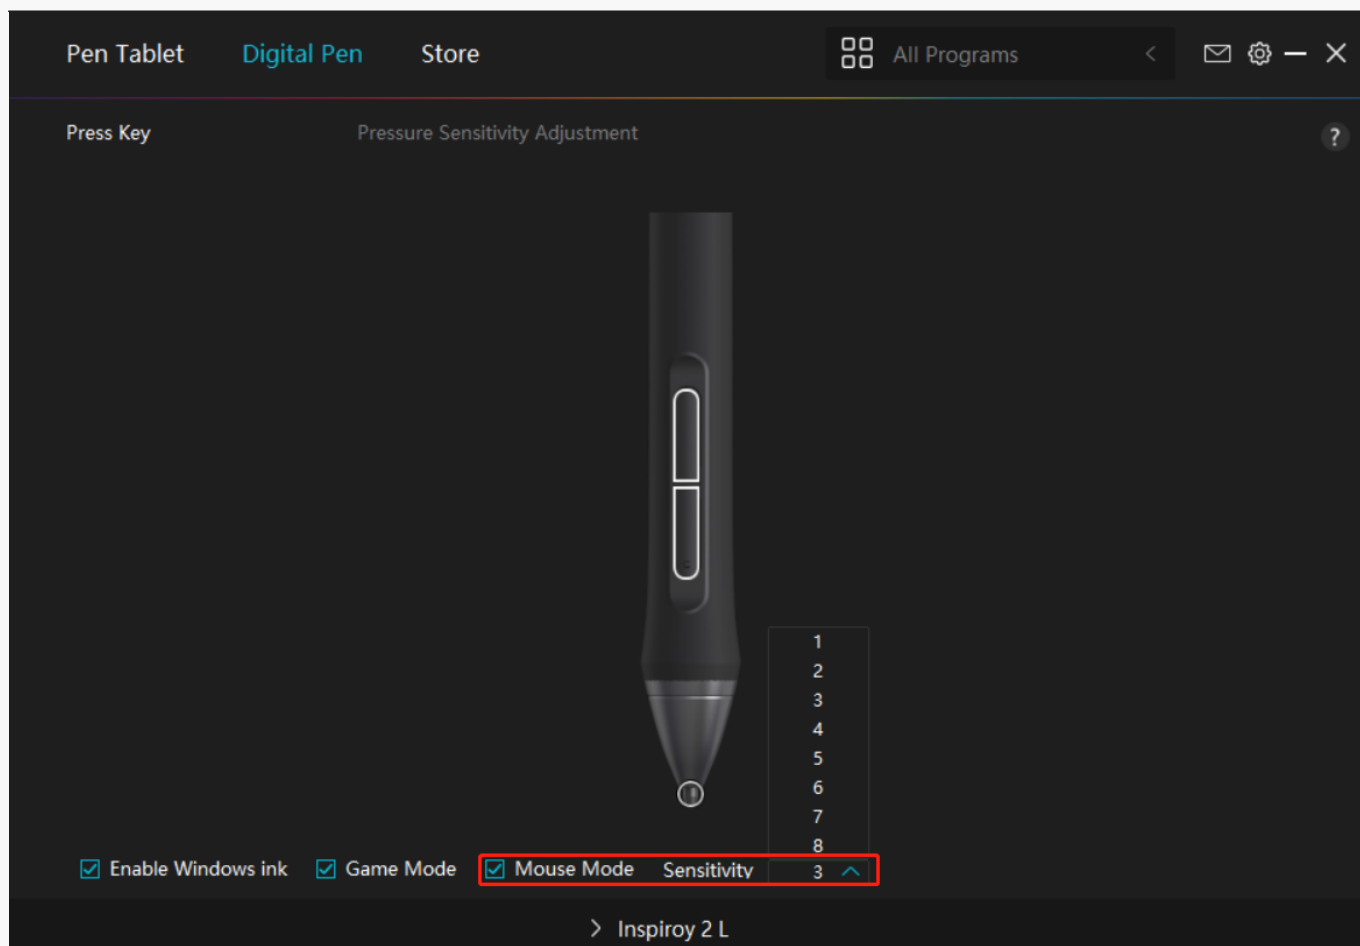 Pen Tablet Digital Pen Store All Programs
Press Key Pressure Sensitivity Adjustment ?
1
2
3
4
5
6
7
8
Enable Windows ink Game Mode Mouse Mode Sensitivity 3
Inspiroy 2 L